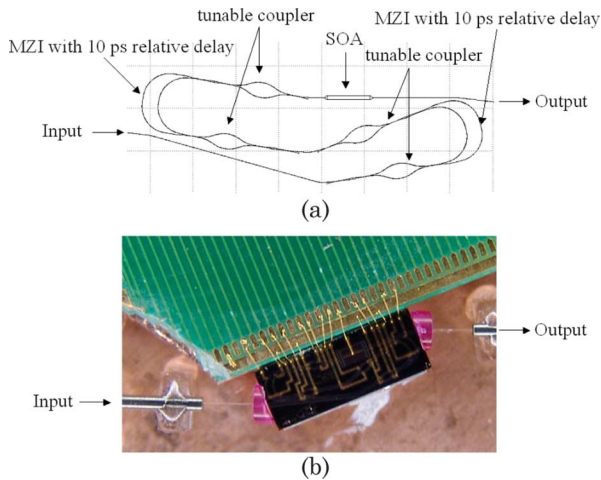 tunable coupler
MZI with 10 ps relative delay
SOA
MZI with 10 ps relative delay
tunable coupler
Output
Input
(a)
Output
Input
(b)